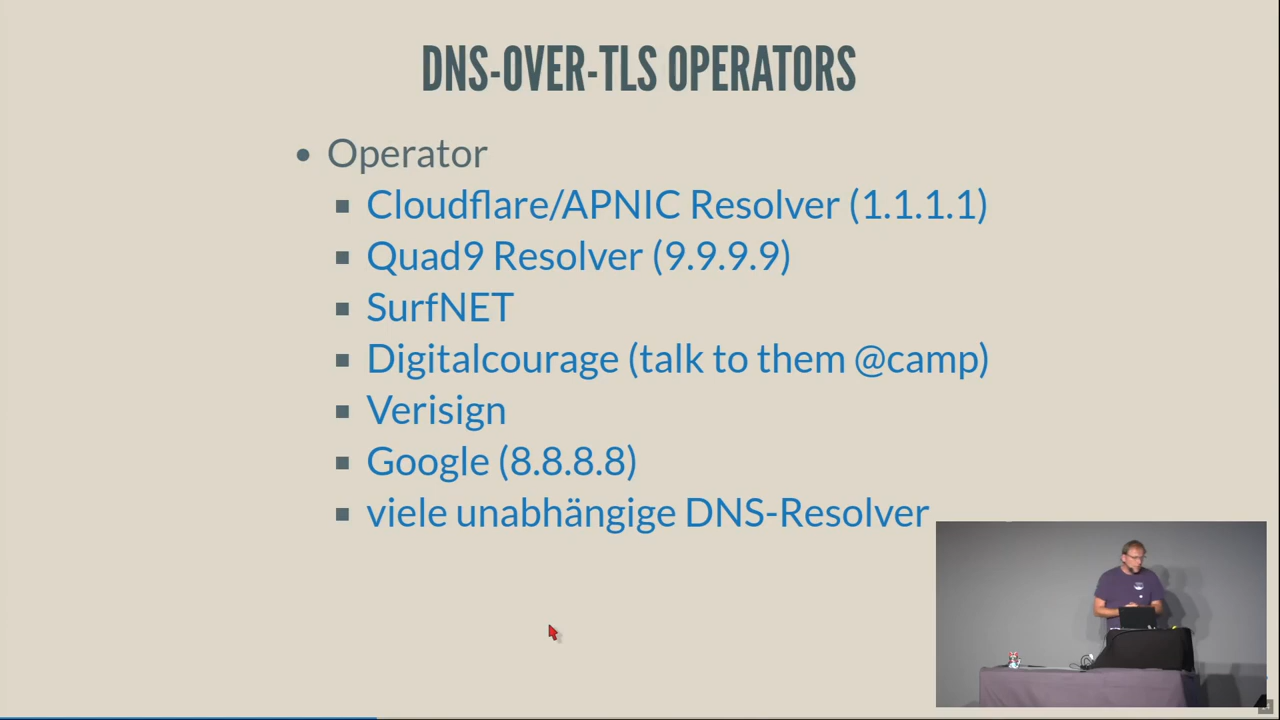 DNS-OVER-TLS OPERATORS
Operator
Cloudflare/APNIC Resolver (1.1.1.1)
Quad9 Resolver (9.9.9.9)
SurfNET
Digitalcourage (talk to them @camp)
Verisign
Google (8.8.8.8)
viele unabhängige DNS-Resolver